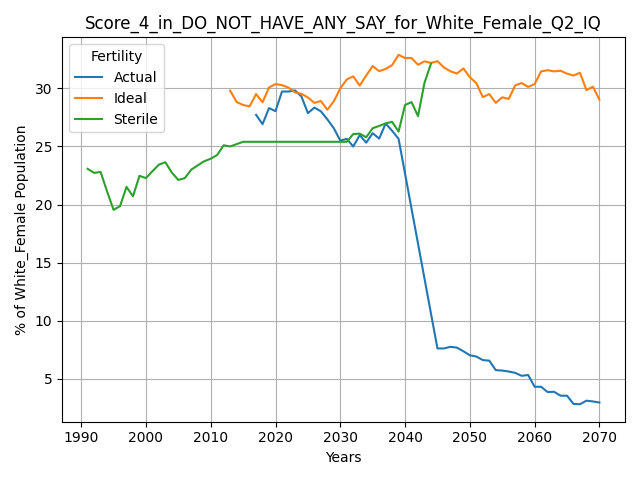 Score_4_in_DO_NOT_HAVE_ANY_SAY_for_White_Female_Q2_IQ
Fertility
Actual
Ideal
Sterile
% of White_Female Population
30
25
20
15
10
5
1990 2000 2010 2020 2030 2040 2050 2060 2070
Years